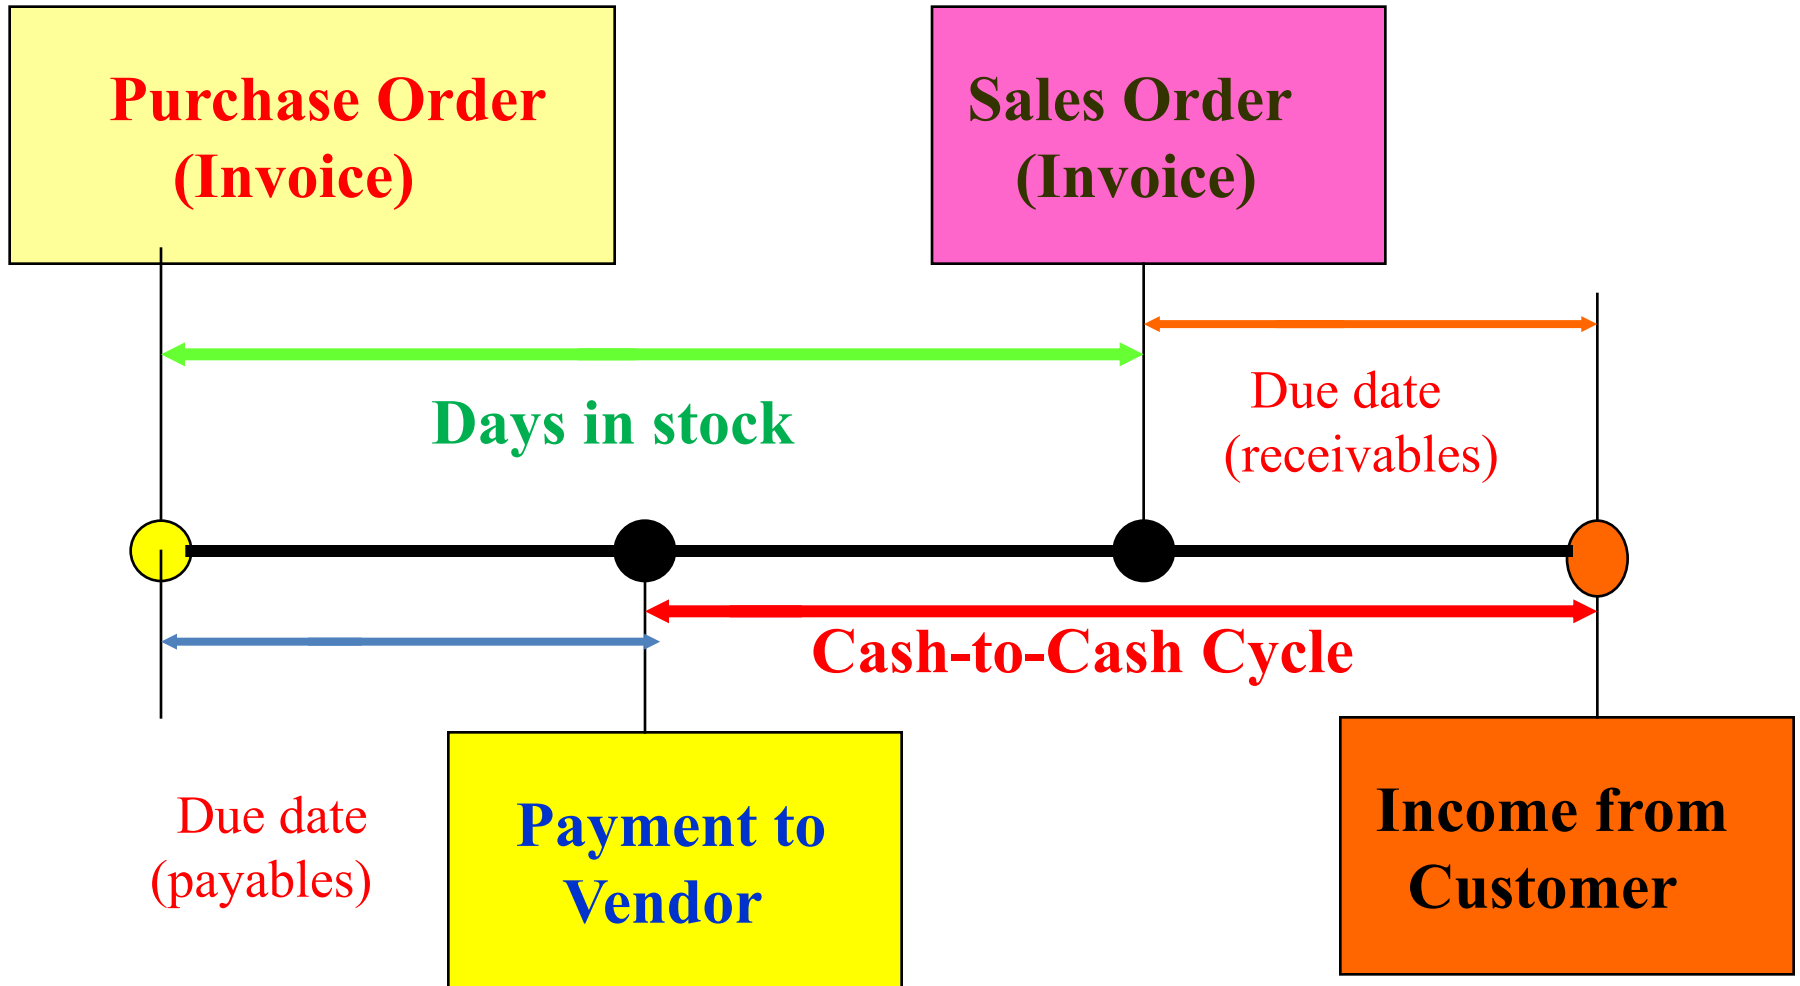 Purchase Order
(Invoice)
Sales Order
(Invoice)
Days in stock
Due date
(receivables)
Cash-to-Cash Cycle
Due date
(payables)
Payment to
Vendor
Income from
Customer